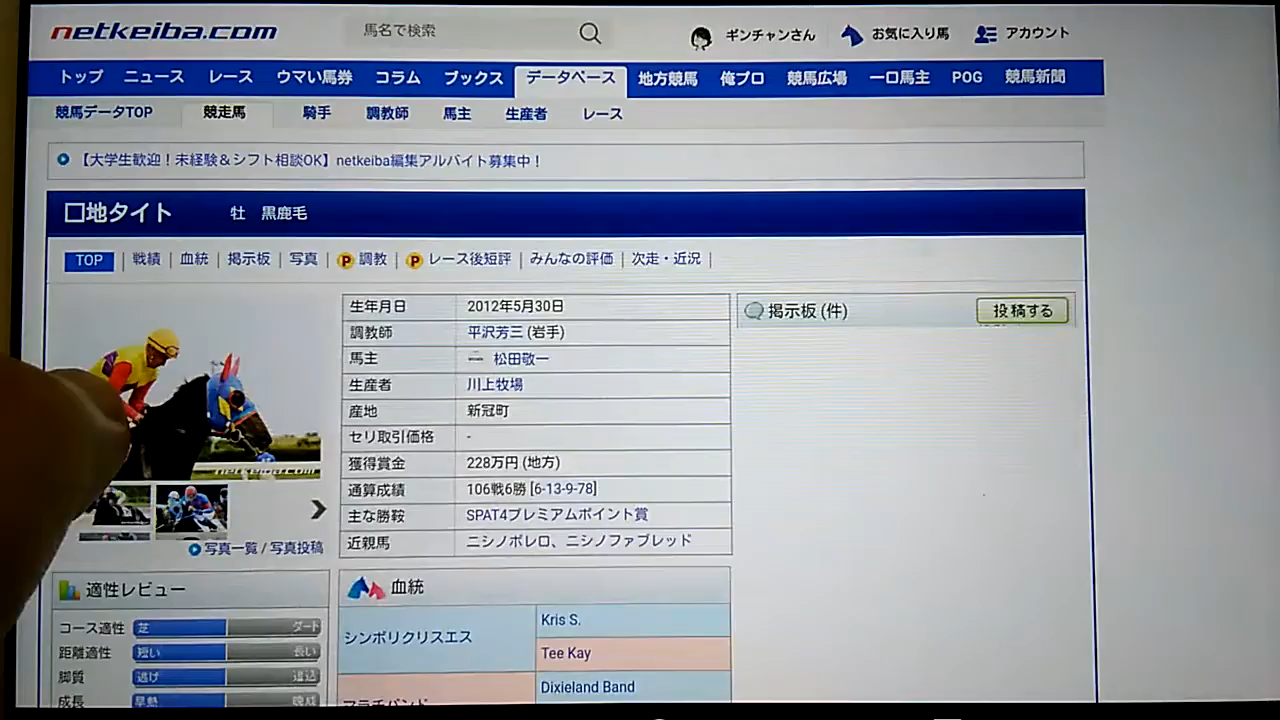 netkeiba.com 馬名で検索 ギンチャンさん お気に入り馬 アカウント
トップ ニュース レース ウマい馬券 コラム ブックス データベース 地方競馬 俺プロ 競馬広場 一口馬主 POG 競馬新聞
競馬データTOP 競走馬 騎手 調教師 馬主 生産者 レース
【大学生歓迎！未経験＆シフト相談OK】netkeiba編集アルバイト募集中！
□地タイト 牡 黒鹿毛
TOP 戦績 血統 掲示板 写真 P 調教 P レース後短評 みんなの評価 次走・近況
生年月日 2012年5月30日
調教師 平沢芳三 (岩手)
馬主 松田敬一
生産者 川上牧場
産地 新冠町
セリ取引価格 -
獲得賞金 228万円 (地方)
通算成績 106戦6勝 [6-13-9-78]
主な勝鞍 SPAT4プレミアムポイント賞
近親馬 ニシノボレロ、ニシノファブレッド
掲示板 (件) 投稿する
netkeiba.com
写真一覧 / 写真投稿
適性レビュー
コース適性 芝 ダート
距離適性 短い 長い
脚質 逃げ 追込
成長 早熟 晩成
血統
シンボリクリスエス
Kris S.
Tee Kay
Dixieland Band